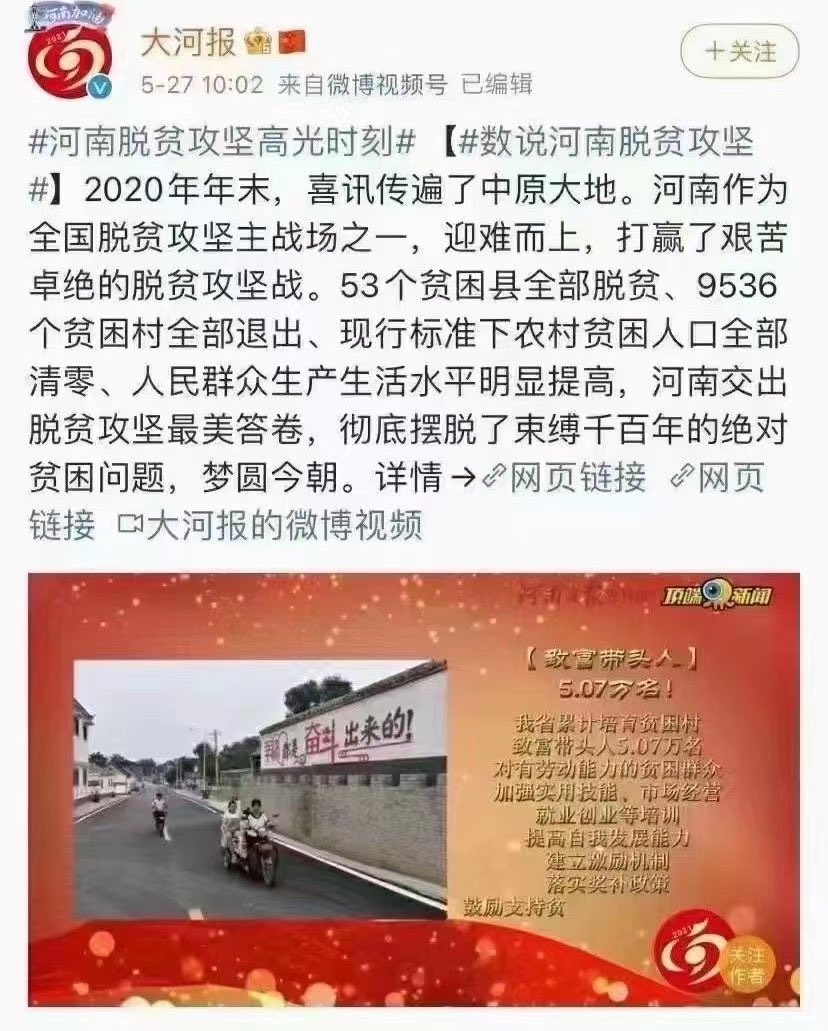 河南加油
2021
大河报
5-27 10:02 来自微博视频号 已编辑
+关注
#河南脱贫攻坚高光时刻# 【#数说河南脱贫攻坚
#】2020年年末，喜讯传遍了中原大地。河南作为
全国脱贫攻坚主战场之一，迎难而上，打赢了艰苦
卓绝的脱贫攻坚战。53个贫困县全部脱贫、9536
个贫困村全部退出、现行标准下农村贫困人口全部
清零、人民群众生产生活水平明显提高，河南交出
脱贫攻坚最美答卷，彻底摆脱了束缚千百年的绝对
贫困问题，梦圆今朝。详情→网页链接 网页
链接 大河报的微博视频
河南日报
顶端新闻
【致富带头人】
5.07万名！
我省累计培育贫困村
致富带头人5.07万名
对有劳动能力的贫困群众
加强实用技能、市场经营
就业创业等培训
提高自我发展能力
建立激励机制
落实奖补政策
鼓励支持贫
幸福都是奋斗出来的!
2021
关注
作者